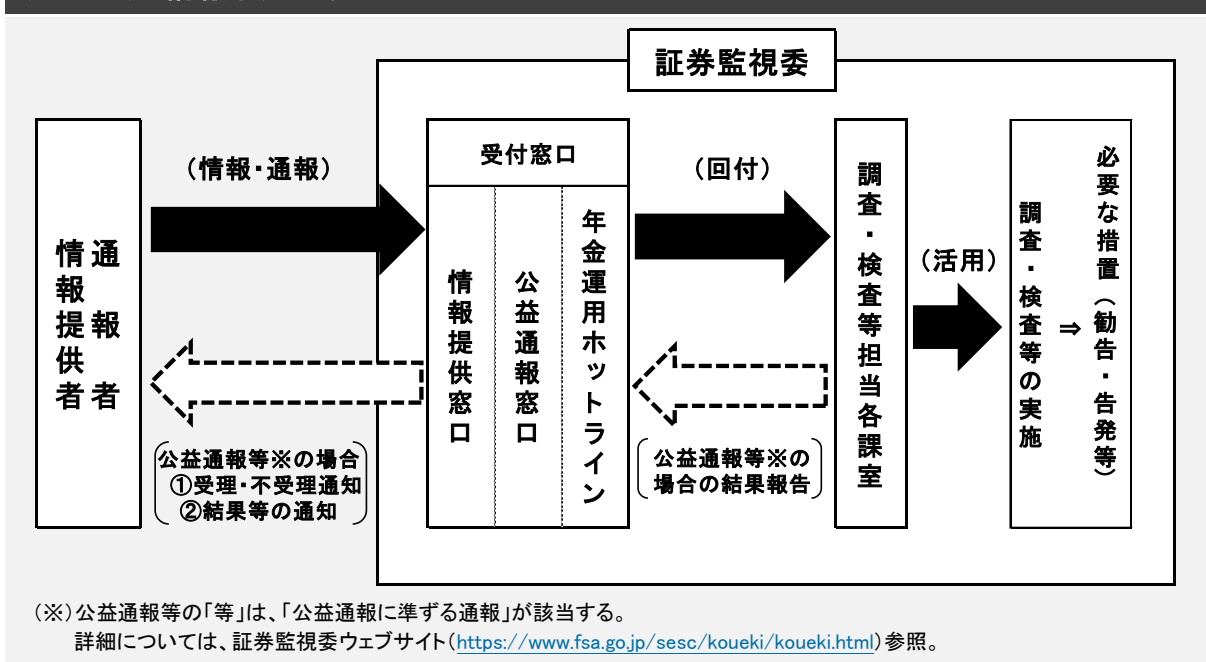 証券監視委
通報者
情報提供者
(情報・通報)
公益通報等※の場合
①受理・不受理通知
②結果等の通知
受付窓口
情報提供窓口
公益通報窓口
年金運用ホットライン
(回付)
公益通報等※の
場合の結果報告
調査・検査等担当各課室
(活用)
調査・検査等の実施
⇒
必要な措置(勧告・告発等)
(※)公益通報等の「等」は、「公益通報に準ずる通報」が該当する。
詳細については、証券監視委ウェブサイト(https://www.fsa.go.jp/sesc/koueki/koueki.html)参照。